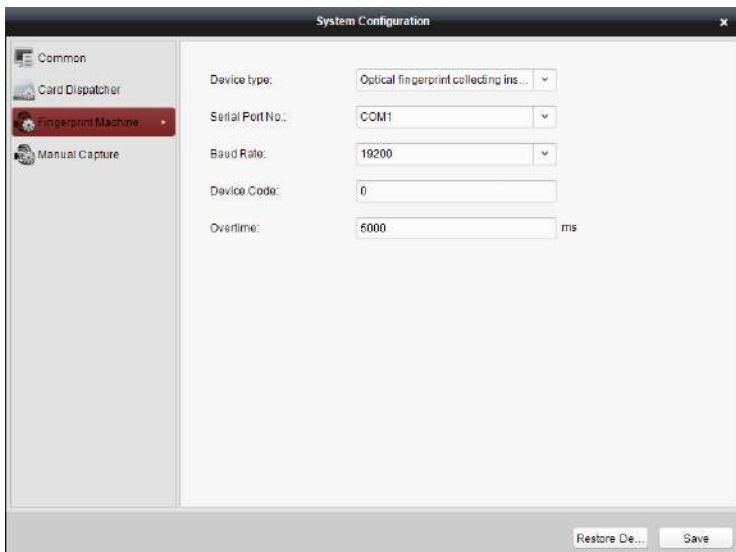 System Configuration
Common
Card Dispatcher
Fingerprint Machine
Manual Capture
Device type: Optical fingerprint collecting ins...
Serial Port No.: COM1
Baud Rate: 19200
Device Code: 0
Overtime: 5000 ms
Restore De... Save